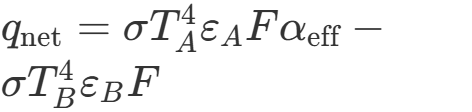 q_net = σT_A^4 ε_A F α_eff −
σT_B^4 ε_B F